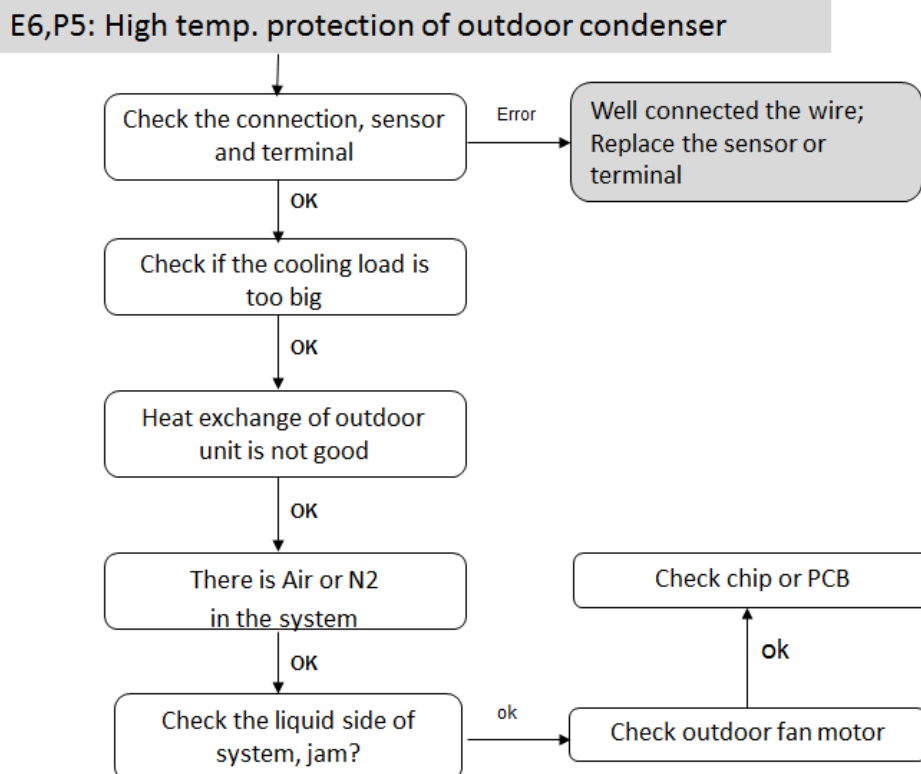 E6,P5: High temp. protection of outdoor condenser
Check the connection, sensor
and terminal
Error
Well connected the wire;
Replace the sensor or
terminal
OK
Check if the cooling load is
too big
OK
Heat exchange of outdoor
unit is not good
OK
There is Air or N2
in the system
Check chip or PCB
OK
ok
Check the liquid side of
system, jam?
ok
Check outdoor fan motor